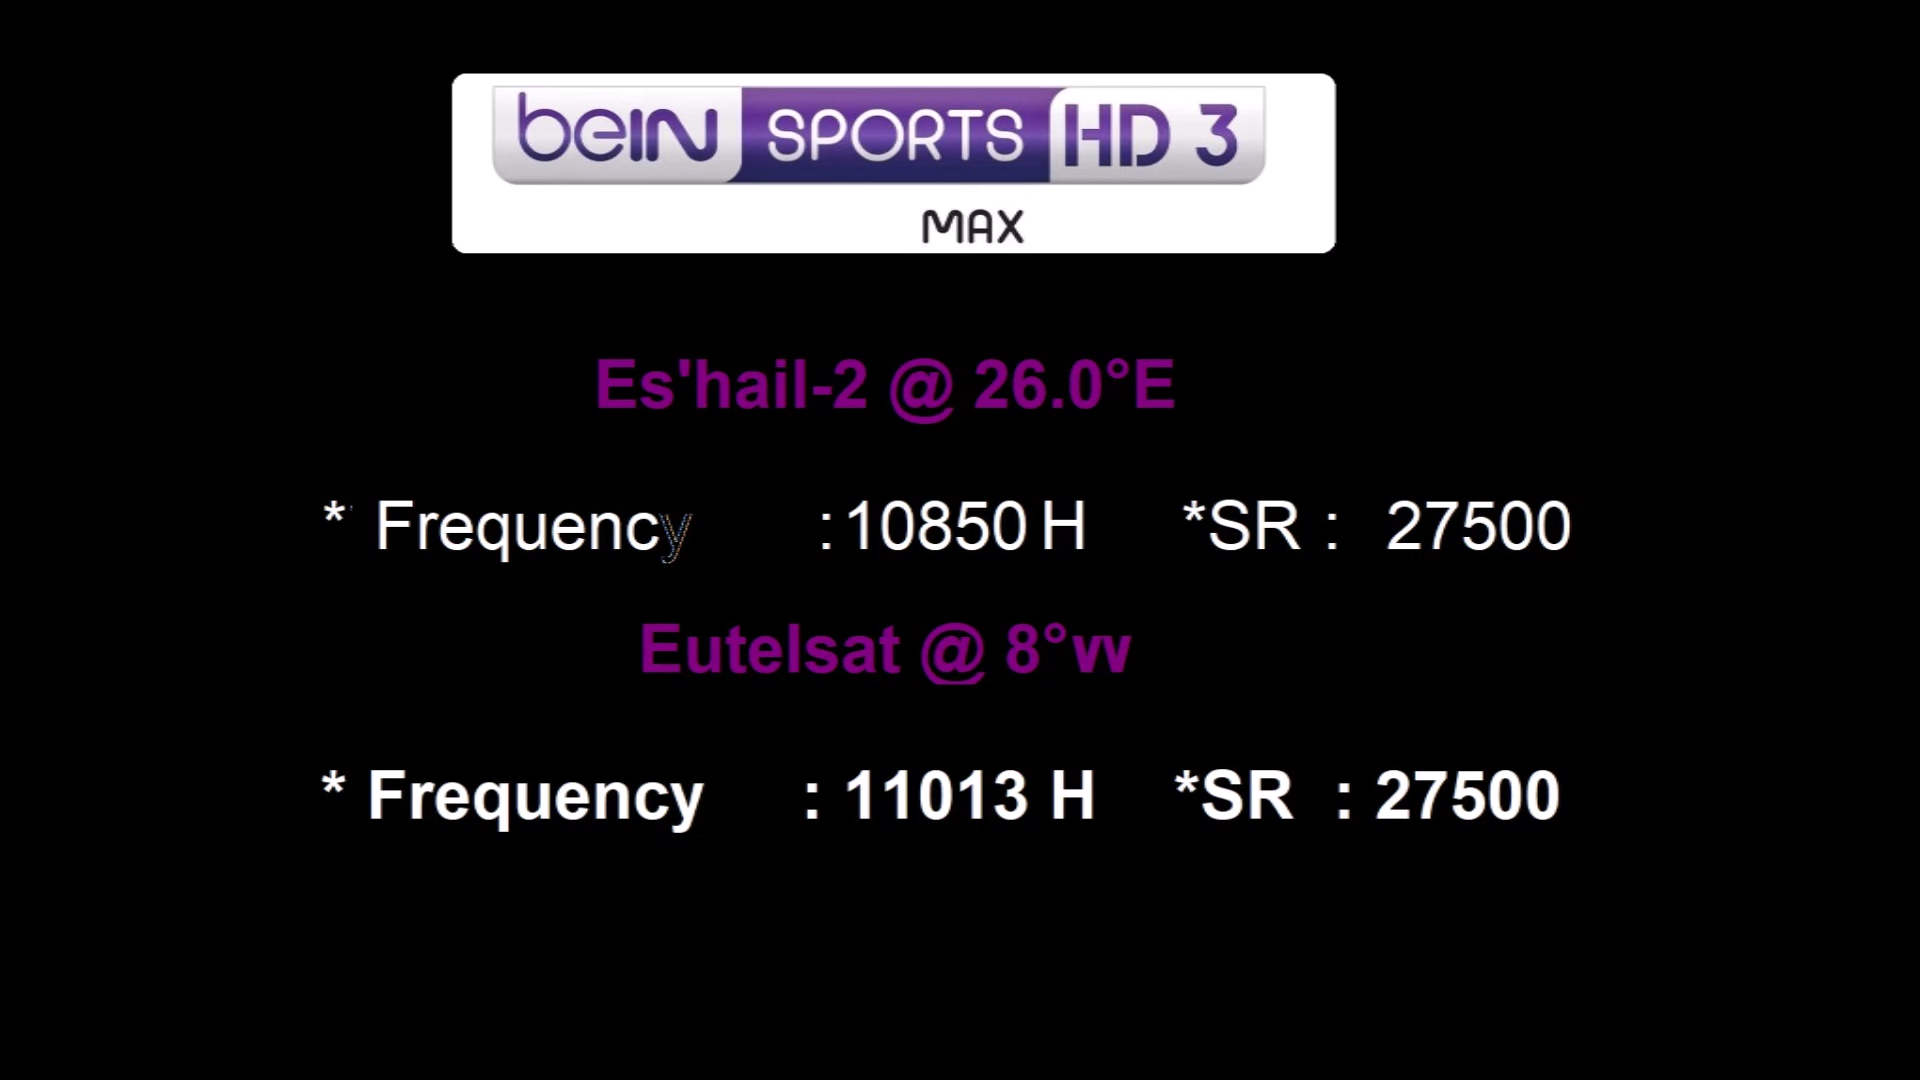 beIN SPORTS HD 3
MAX
Es'hail-2 @ 26.0°E
* Frequency : 10850 H *SR : 27500
Eutelsat @ 8°w
* Frequency : 11013 H *SR : 27500